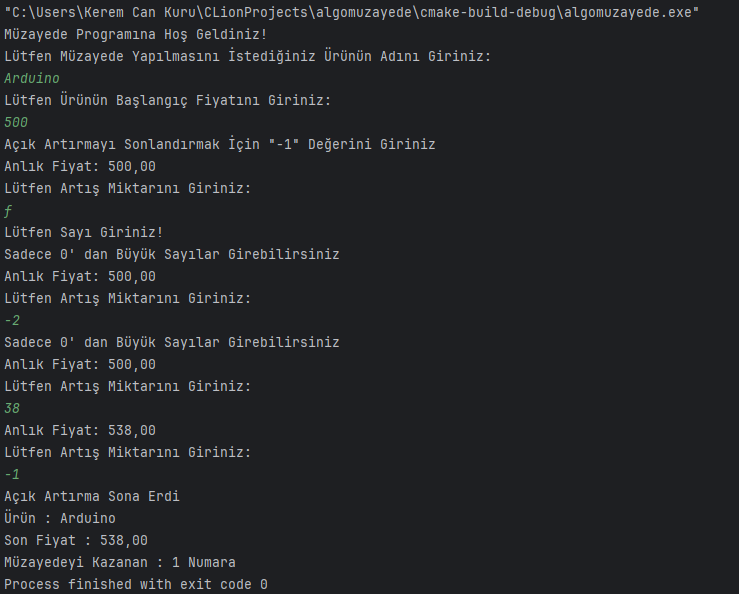 "C:\Users\Kerem Can Kuru\CLionProjects\algomuzayede\cmake-build-debug\algomuzayede.exe"
Müzayede Programına Hoş Geldiniz!
Lütfen Müzayede Yapılmasını İstediğiniz Ürünün Adını Giriniz:
Arduino
Lütfen Ürünün Başlangıç Fiyatını Giriniz:
500
Açık Artırmayı Sonlandırmak İçin "-1" Değerini Giriniz
Anlık Fiyat: 500,00
Lütfen Artış Miktarını Giriniz:
f
Lütfen Sayı Giriniz!
Sadece 0' dan Büyük Sayılar Girebilirsiniz
Anlık Fiyat: 500,00
Lütfen Artış Miktarını Giriniz:
-2
Sadece 0' dan Büyük Sayılar Girebilirsiniz
Anlık Fiyat: 500,00
Lütfen Artış Miktarını Giriniz:
38
Anlık Fiyat: 538,00
Lütfen Artış Miktarını Giriniz:
-1
Açık Artırma Sona Erdi
Ürün : Arduino
Son Fiyat : 538,00
Müzayedeyi Kazanan : 1 Numara
Process finished with exit code 0